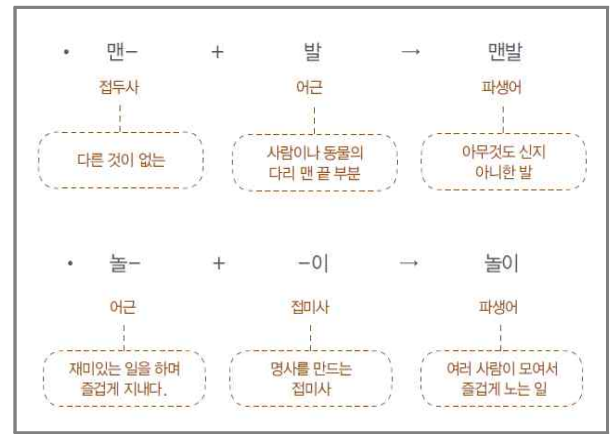 • 맨- + 발 → 맨발
접두사 어근 파생어
다른 것이 없는
사람이나 동물의
다리 맨 끝 부분
아무것도 신지
아니한 발
• 놀- + -이 → 놀이
어근 접미사 파생어
재미있는 일을 하며
즐겁게 지내다.
명사를 만드는
접미사
여러 사람이 모여서
즐겁게 노는 일